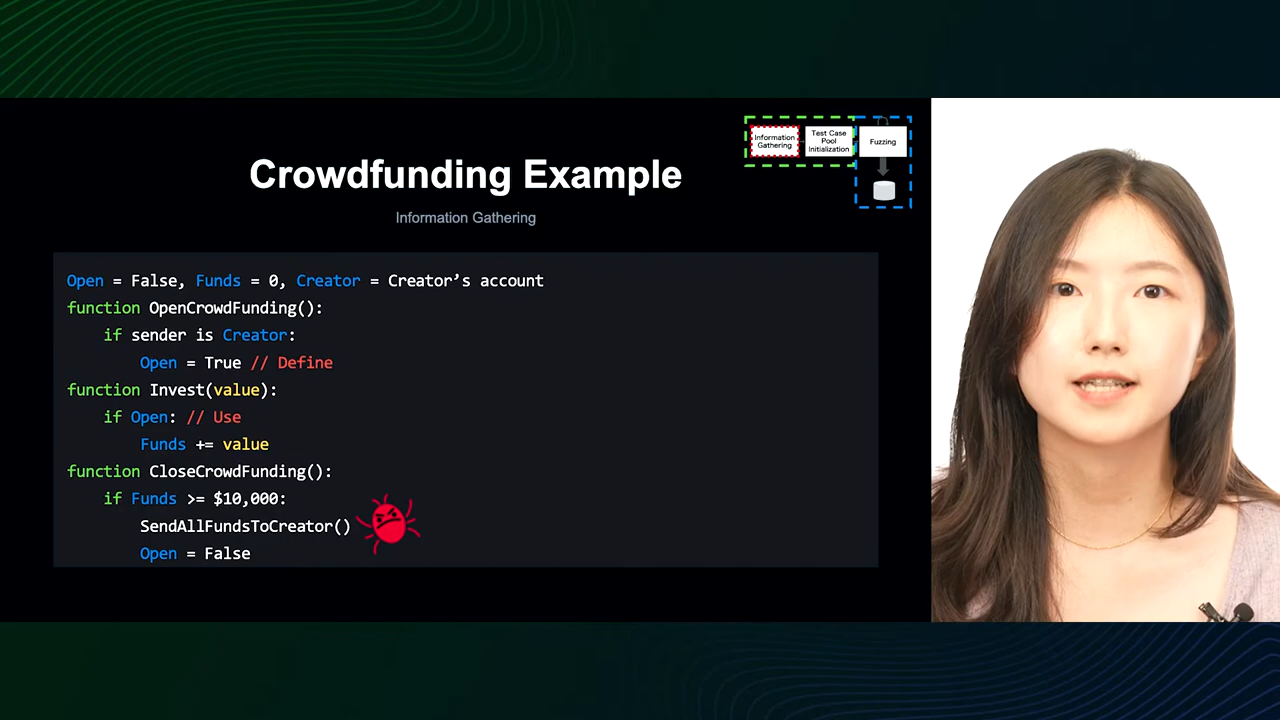 Information
Gathering
Test Case
Pool
Initialization
Fuzzing
Crowdfunding Example
Information Gathering
Open = False, Funds = 0, Creator = Creator’s account
function OpenCrowdFunding():
if sender is Creator:
Open = True // Define
function Invest(value):
if Open: // Use
Funds += value
function CloseCrowdFunding():
if Funds >= $10,000:
SendAllFundsToCreator()
Open = False